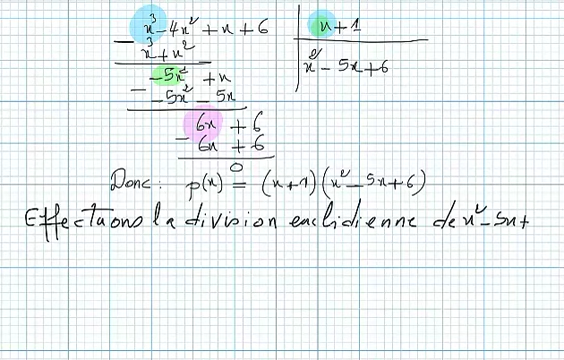 x³ - 4x² + x + 6
x + 1
- x³ + x²
x² - 5x + 6
-5x² + x
- -5x² - 5x
6x + 6
- 6x + 6
0
Donc: p(x) = (x+1)(x² - 5x + 6)
Effectuons la division euclidienne de x² - 5x +